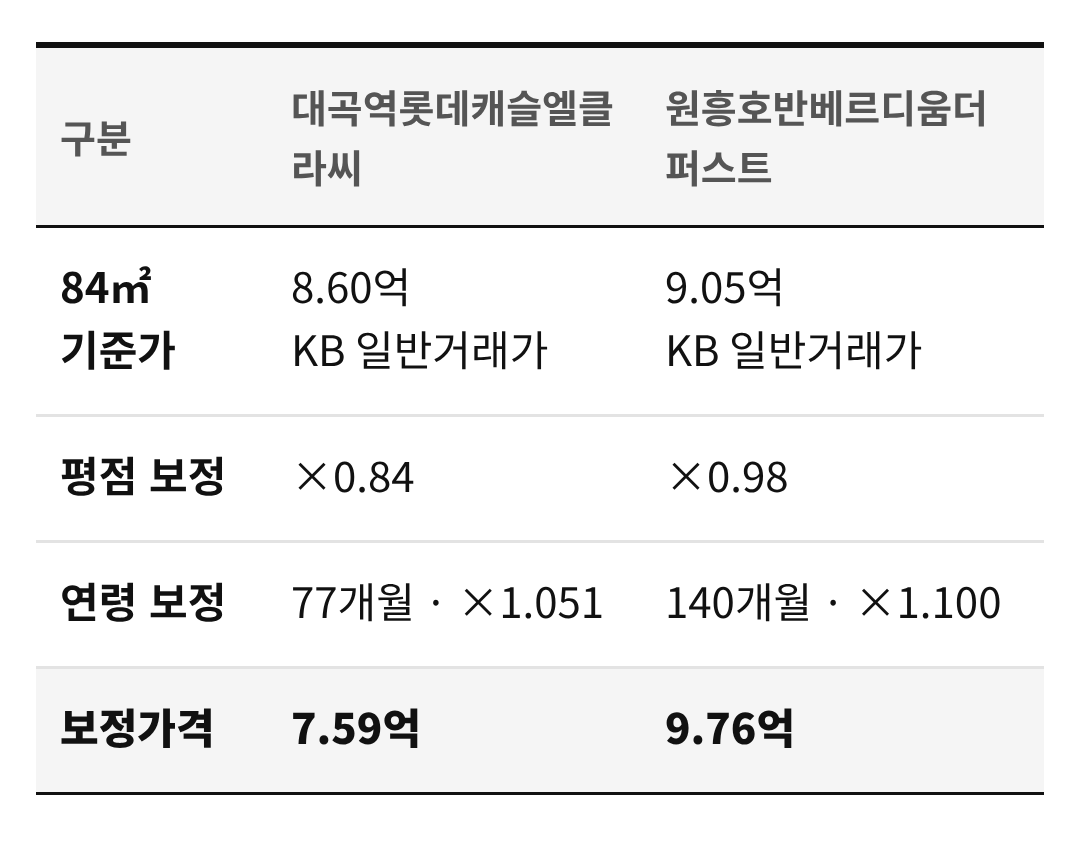 구분
대곡역롯데캐슬엘클
라씨
원흥호반베르디움더
퍼스트
84㎡
기준가
8.60억
KB 일반거래가
9.05억
KB 일반거래가
평점 보정
×0.84
×0.98
연령 보정
77개월 · ×1.051
140개월 · ×1.100
보정가격
7.59억
9.76억